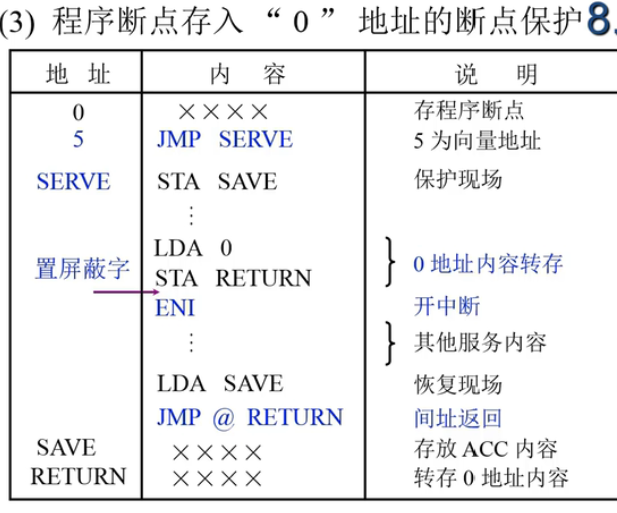 (3) 程序断点存入“0”地址的断点保护8.
地 址 内 容 说 明
0 ×××× 存程序断点
5 JMP SERVE 5 为向量地址
SERVE STA SAVE 保护现场
⋮
LDA 0
置屏蔽字 } 0 地址内容转存
STA RETURN
ENI 开中断
⋮ } 其他服务内容
LDA SAVE 恢复现场
JMP @ RETURN 间址返回
SAVE ×××× 存放 ACC 内容
RETURN ×××× 转存 0 地址内容